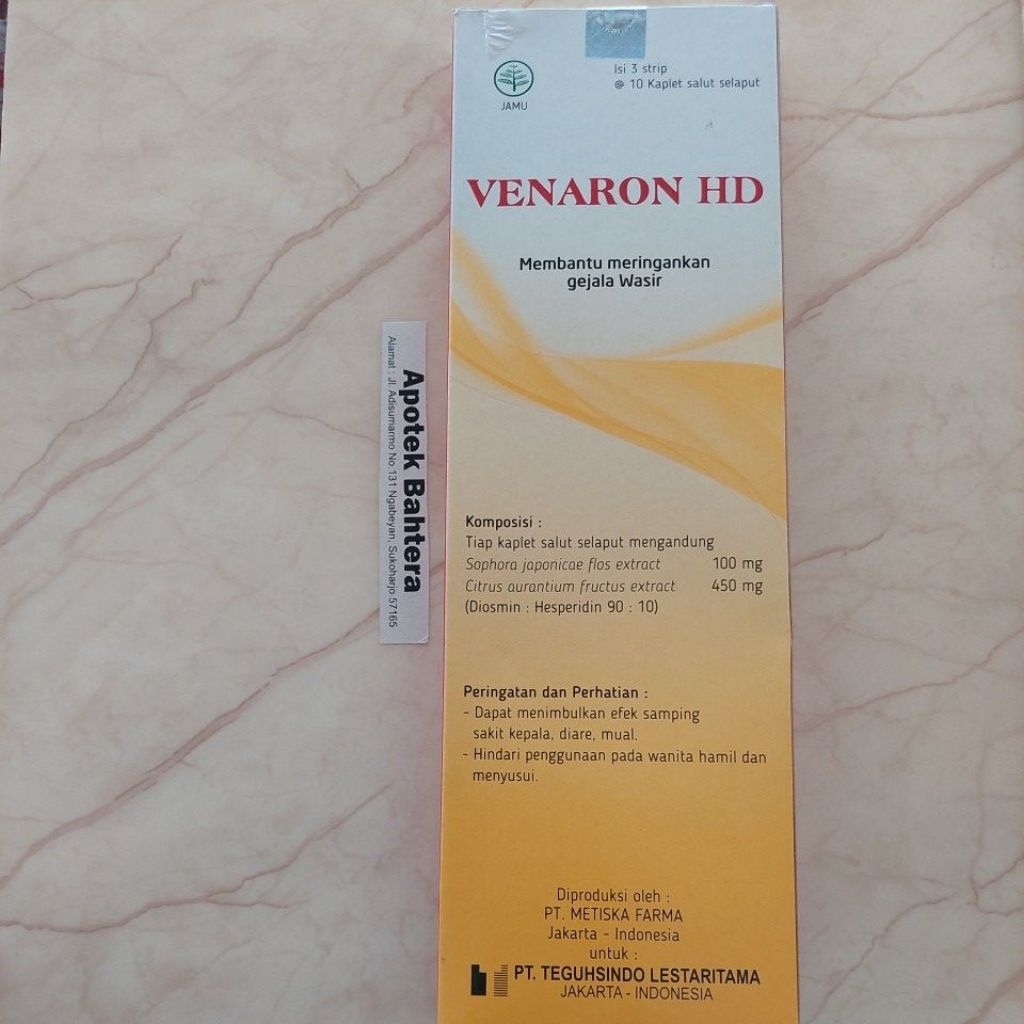 Isi 3 strip
@ 10 Kaplet salut selaput
JAMU
VENARON HD
Membantu meringankan
gejala Wasir
Apotek Bahtera
Alamat : Jl. Adisumarmo No.131 Ngabeyan, Sukoharjo 57165
Komposisi :
Tiap kaplet salut selaput mengandung
Sophora japonicae flos extract 100 mg
Citrus aurantium fructus extract 450 mg
(Diosmin : Hesperidin 90 : 10)
Peringatan dan Perhatian :
- Dapat menimbulkan efek samping
sakit kepala, diare, mual.
- Hindari penggunaan pada wanita hamil dan
menyusui.
Diproduksi oleh :
PT. METISKA FARMA
Jakarta - Indonesia
untuk :
PT. TEGUHSINDO LESTARITAMA
JAKARTA - INDONESIA